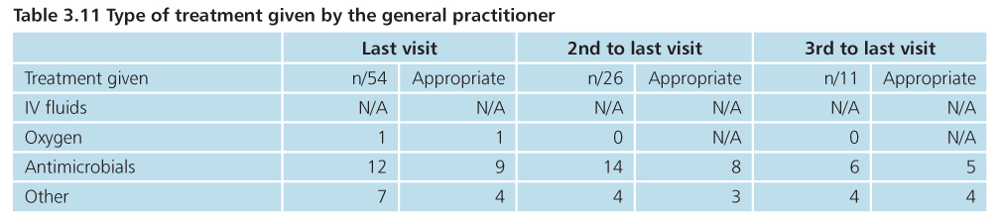 Table 3.11 Type of treatment given by the general practitioner
Last visit 2nd to last visit 3rd to last visit
Treatment given n/54 Appropriate n/26 Appropriate n/11 Appropriate
IV fluids N/A N/A N/A N/A N/A N/A
Oxygen 1 1 0 N/A 0 N/A
Antimicrobials 12 9 14 8 6 5
Other 7 4 4 3 4 4